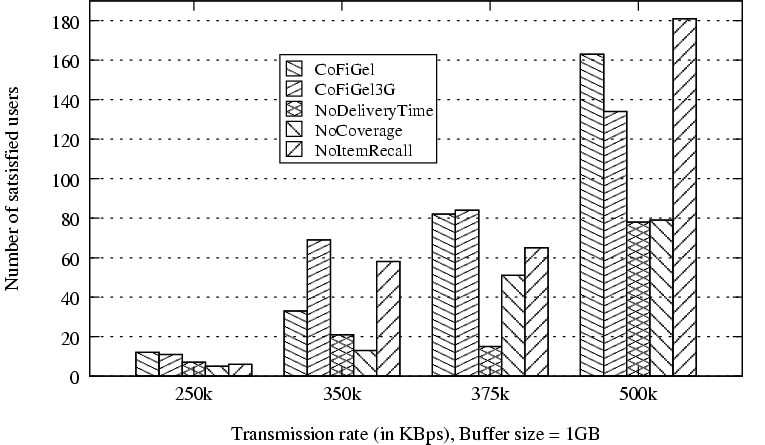 Number of satsisfied users
180
160
140
120
100
80
60
40
20
0
CoFiGel
CoFiGel3G
NoDeliveryTime
NoCoverage
NoItemRecall
250k 350k 375k 500k
Transmission rate (in KBps), Buffer size = 1GB